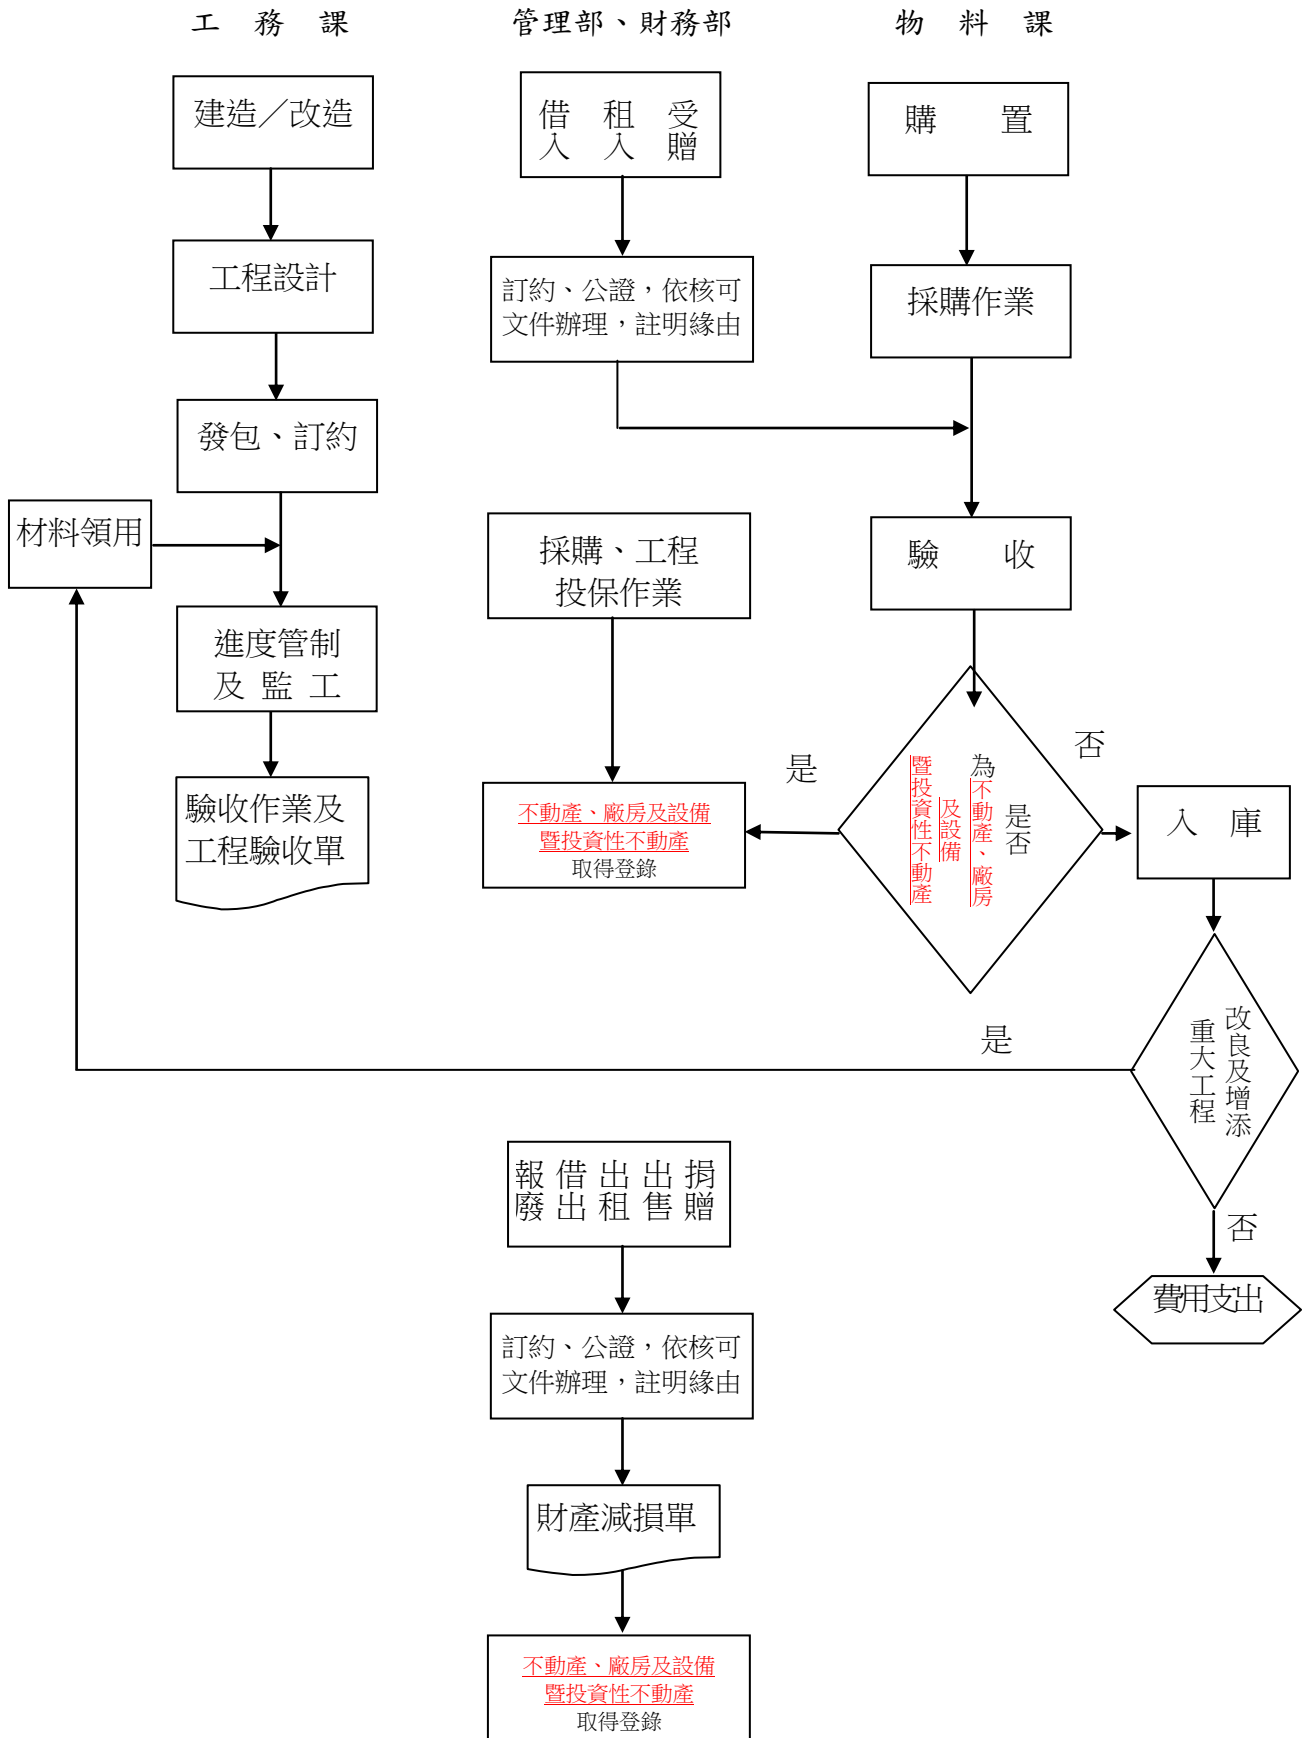 工 務 課
管理部、財務部
物 料 課
建造／改造
借 租 受
入 入 贈
購 置
工程設計
訂約、公證，依核可
文件辦理，註明緣由
採購作業
發包、訂約
材料領用
採購、工程
投保作業
驗 收
進度管制
及 監 工
是
否
是否
為不動產、廠房
及設備
暨投資性不動產
驗收作業及
工程驗收單
不動產、廠房及設備
暨投資性不動產
取得登錄
入 庫
是
改良及增添
重大工程
報 借 出 出 捐
廢 出 租 售 贈
否
費用支出
訂約、公證，依核可
文件辦理，註明緣由
財產減損單
不動產、廠房及設備
暨投資性不動產
取得登錄